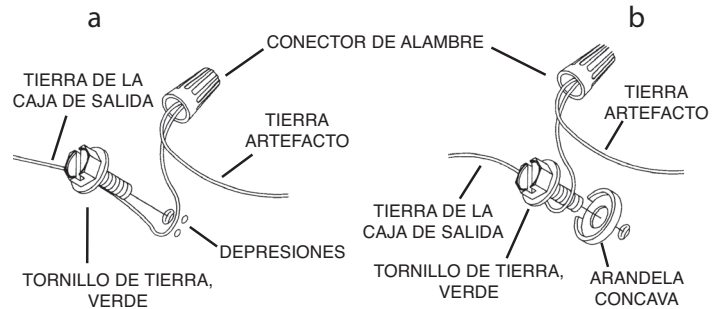 a
CONECTOR DE ALAMBRE
TIERRA DE LA
CAJA DE SALIDA
TIERRA
ARTEFACTO
DEPRESIONES
TORNILLO DE TIERRA,
VERDE
b
TIERRA
ARTEFACTO
TIERRA DE LA
CAJA DE SALIDA
TORNILLO DE TIERRA,
VERDE
ARANDELA
CONCAVA